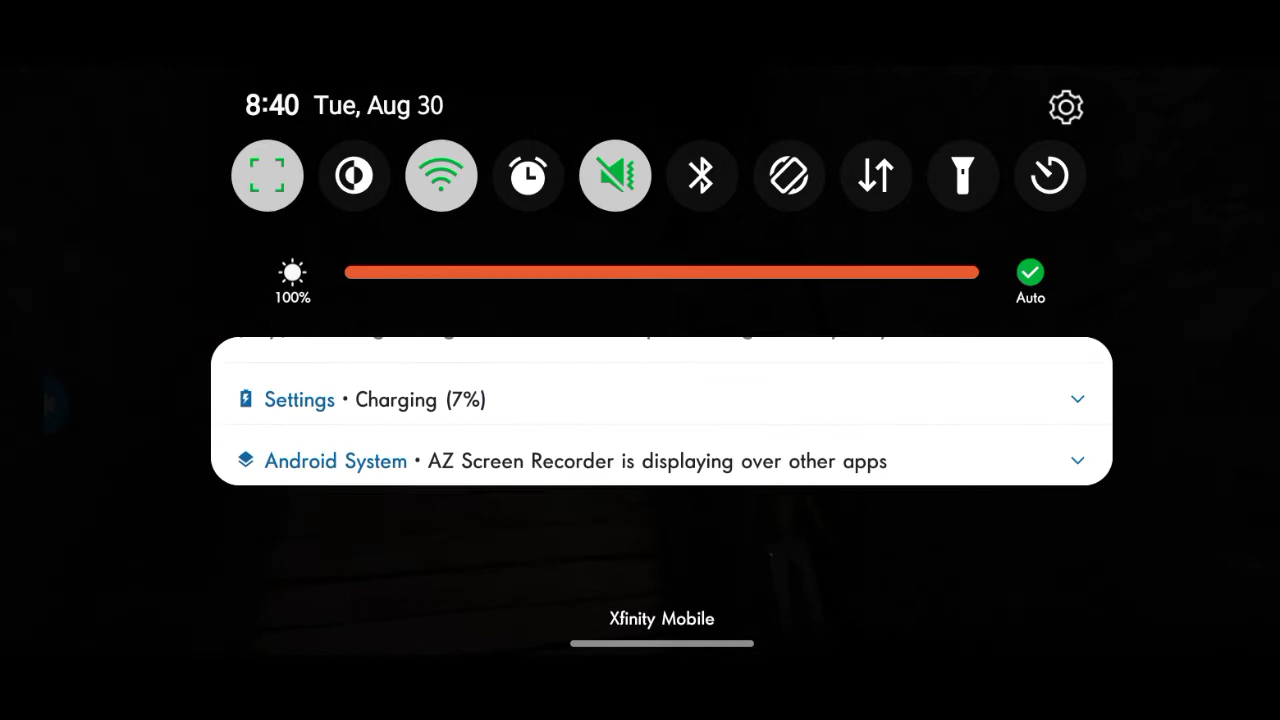 8:40 Tue, Aug 30
100%
Auto
Settings • Charging (7%)
Android System • AZ Screen Recorder is displaying over other apps
Xfinity Mobile